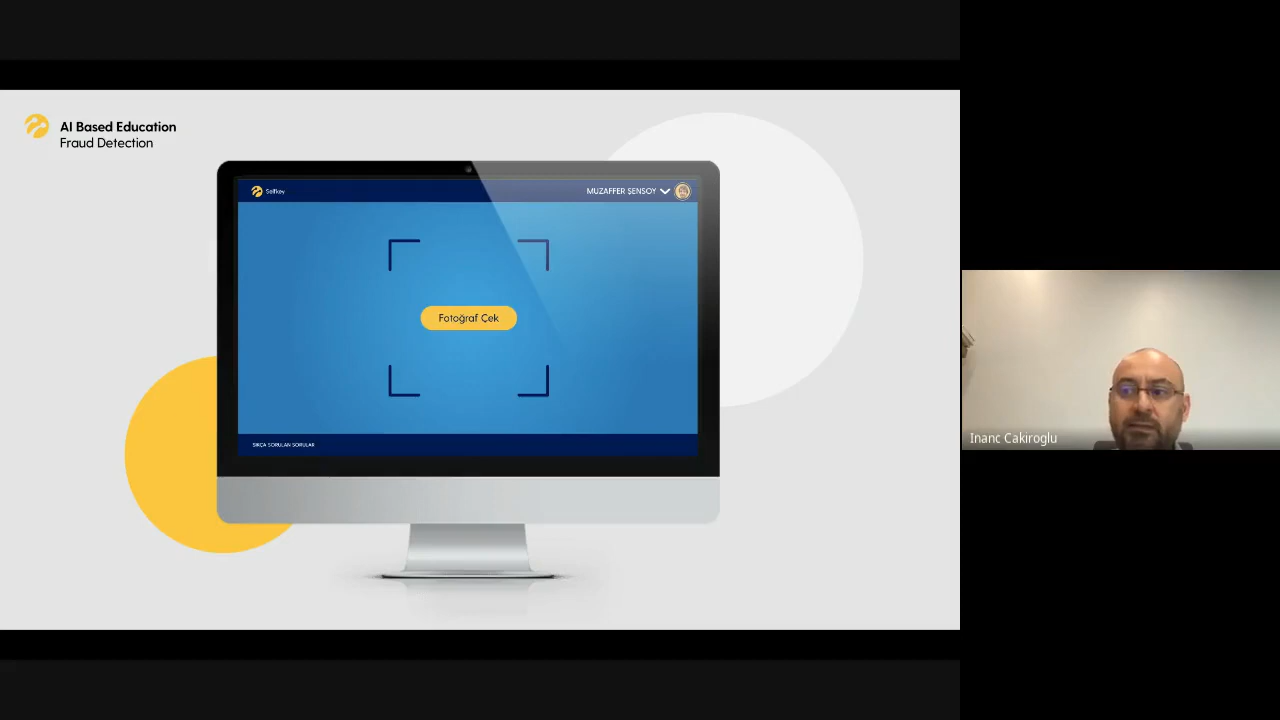 AI Based Education
Fraud Detection
Selfkey
MUZAFFER ŞENSOY
Fotoğraf Çek
SIKÇA SORULAN SORULAR
Inanc Cakiroglu